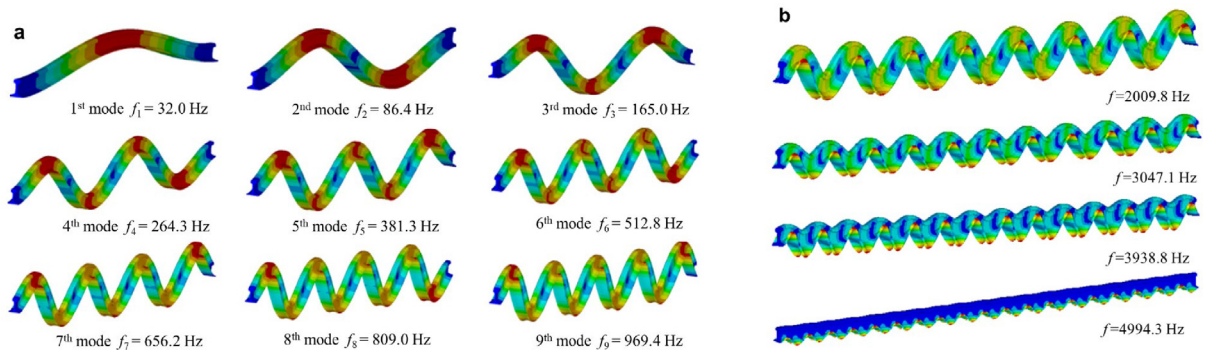 a
1st mode f1 = 32.0 Hz
2nd mode f2 = 86.4 Hz
3rd mode f3 = 165.0 Hz
4th mode f4 = 264.3 Hz
5th mode f5 = 381.3 Hz
6th mode f6 = 512.8 Hz
7th mode f7 = 656.2 Hz
8th mode f8 = 809.0 Hz
9th mode f9 = 969.4 Hz
b
f=2009.8 Hz
f=3047.1 Hz
f=3938.8 Hz
f=4994.3 Hz